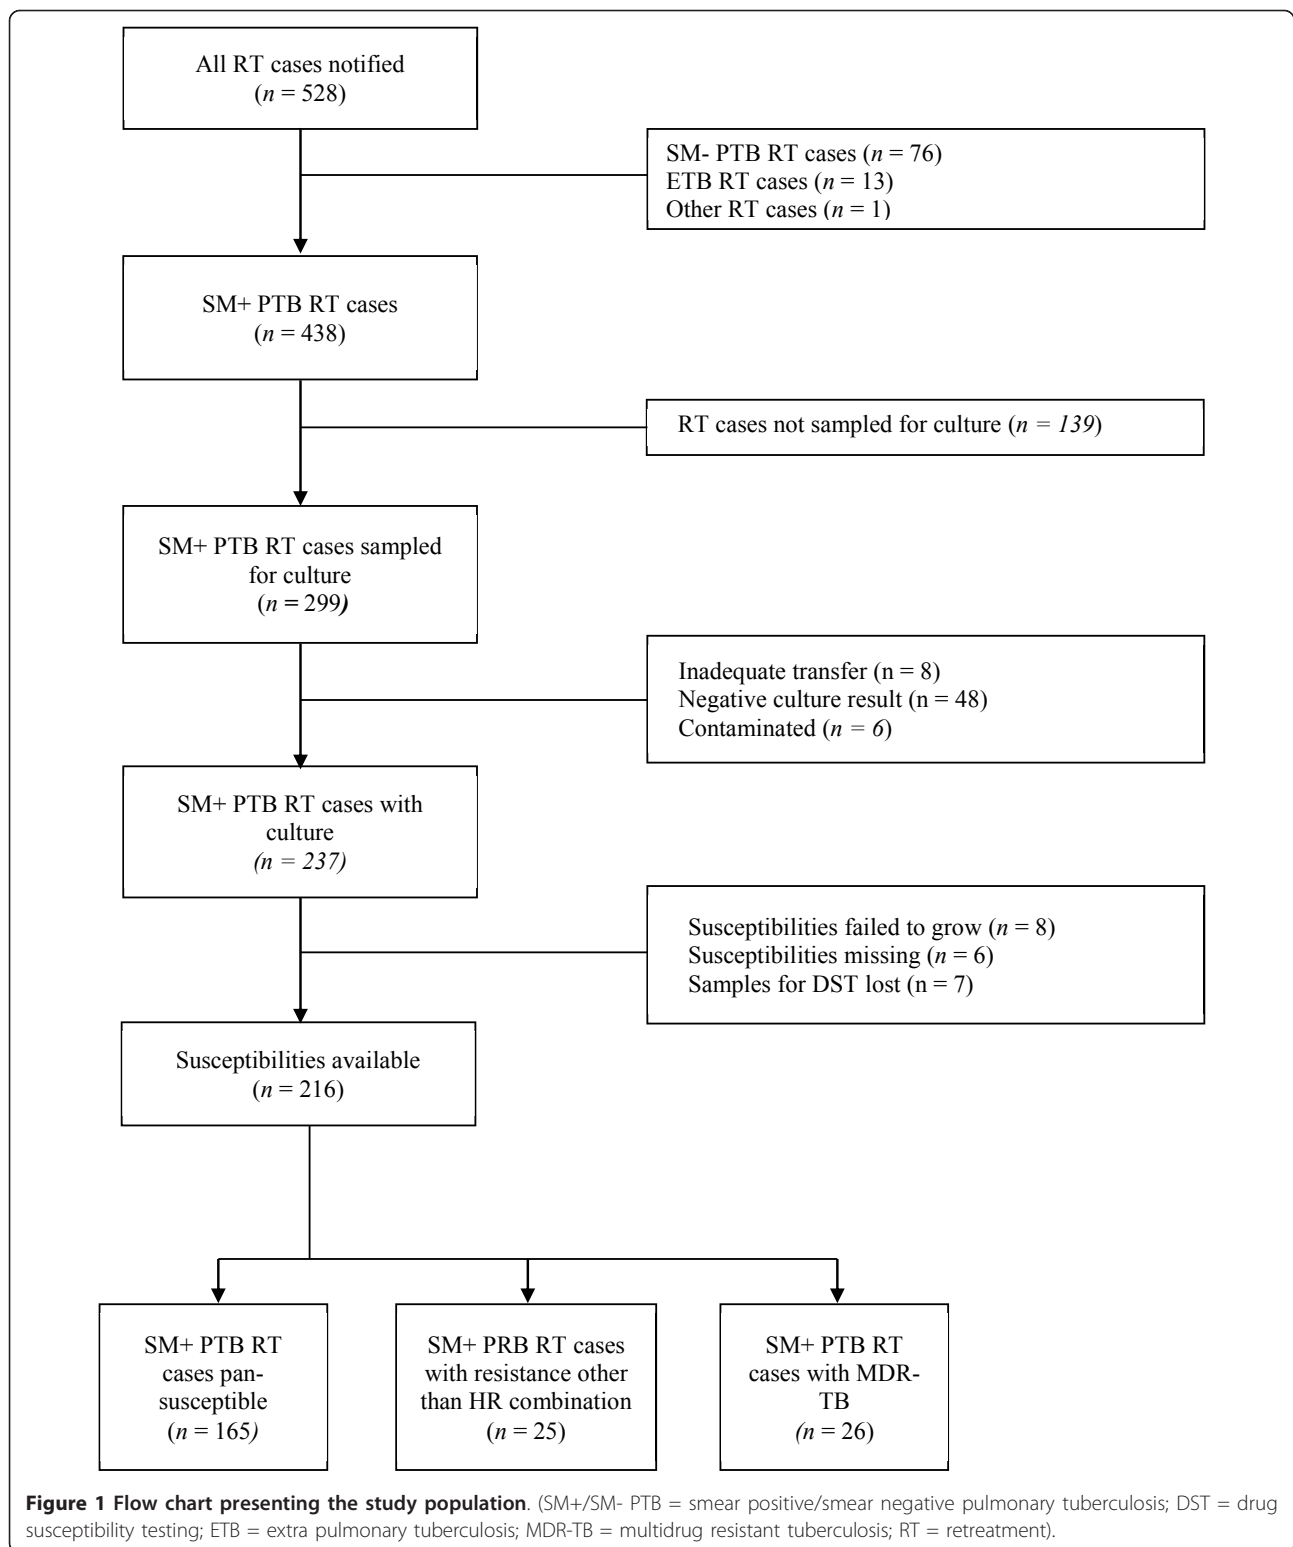 All RT cases notified
(n = 528)
SM- PTB RT cases (n = 76)
ETB RT cases (n = 13)
Other RT cases (n = 1)
SM+ PTB RT cases
(n = 438)
RT cases not sampled for culture (n = 139)
SM+ PTB RT cases sampled
for culture
(n = 299)
Inadequate transfer (n = 8)
Negative culture result (n = 48)
Contaminated (n = 6)
SM+ PTB RT cases with
culture
(n = 237)
Susceptibilities failed to grow (n = 8)
Susceptibilities missing (n = 6)
Samples for DST lost (n = 7)
Susceptibilities available
(n = 216)
SM+ PTB RT
cases pan-
susceptible
(n = 165)
SM+ PRB RT cases
with resistance other
than HR combination
(n = 25)
SM+ PTB RT
cases with MDR-
TB
(n = 26)
Figure 1 Flow chart presenting the study population. (SM+/SM- PTB = smear positive/smear negative pulmonary tuberculosis; DST = drug
susceptibility testing; ETB = extra pulmonary tuberculosis; MDR-TB = multidrug resistant tuberculosis; RT = retreatment).